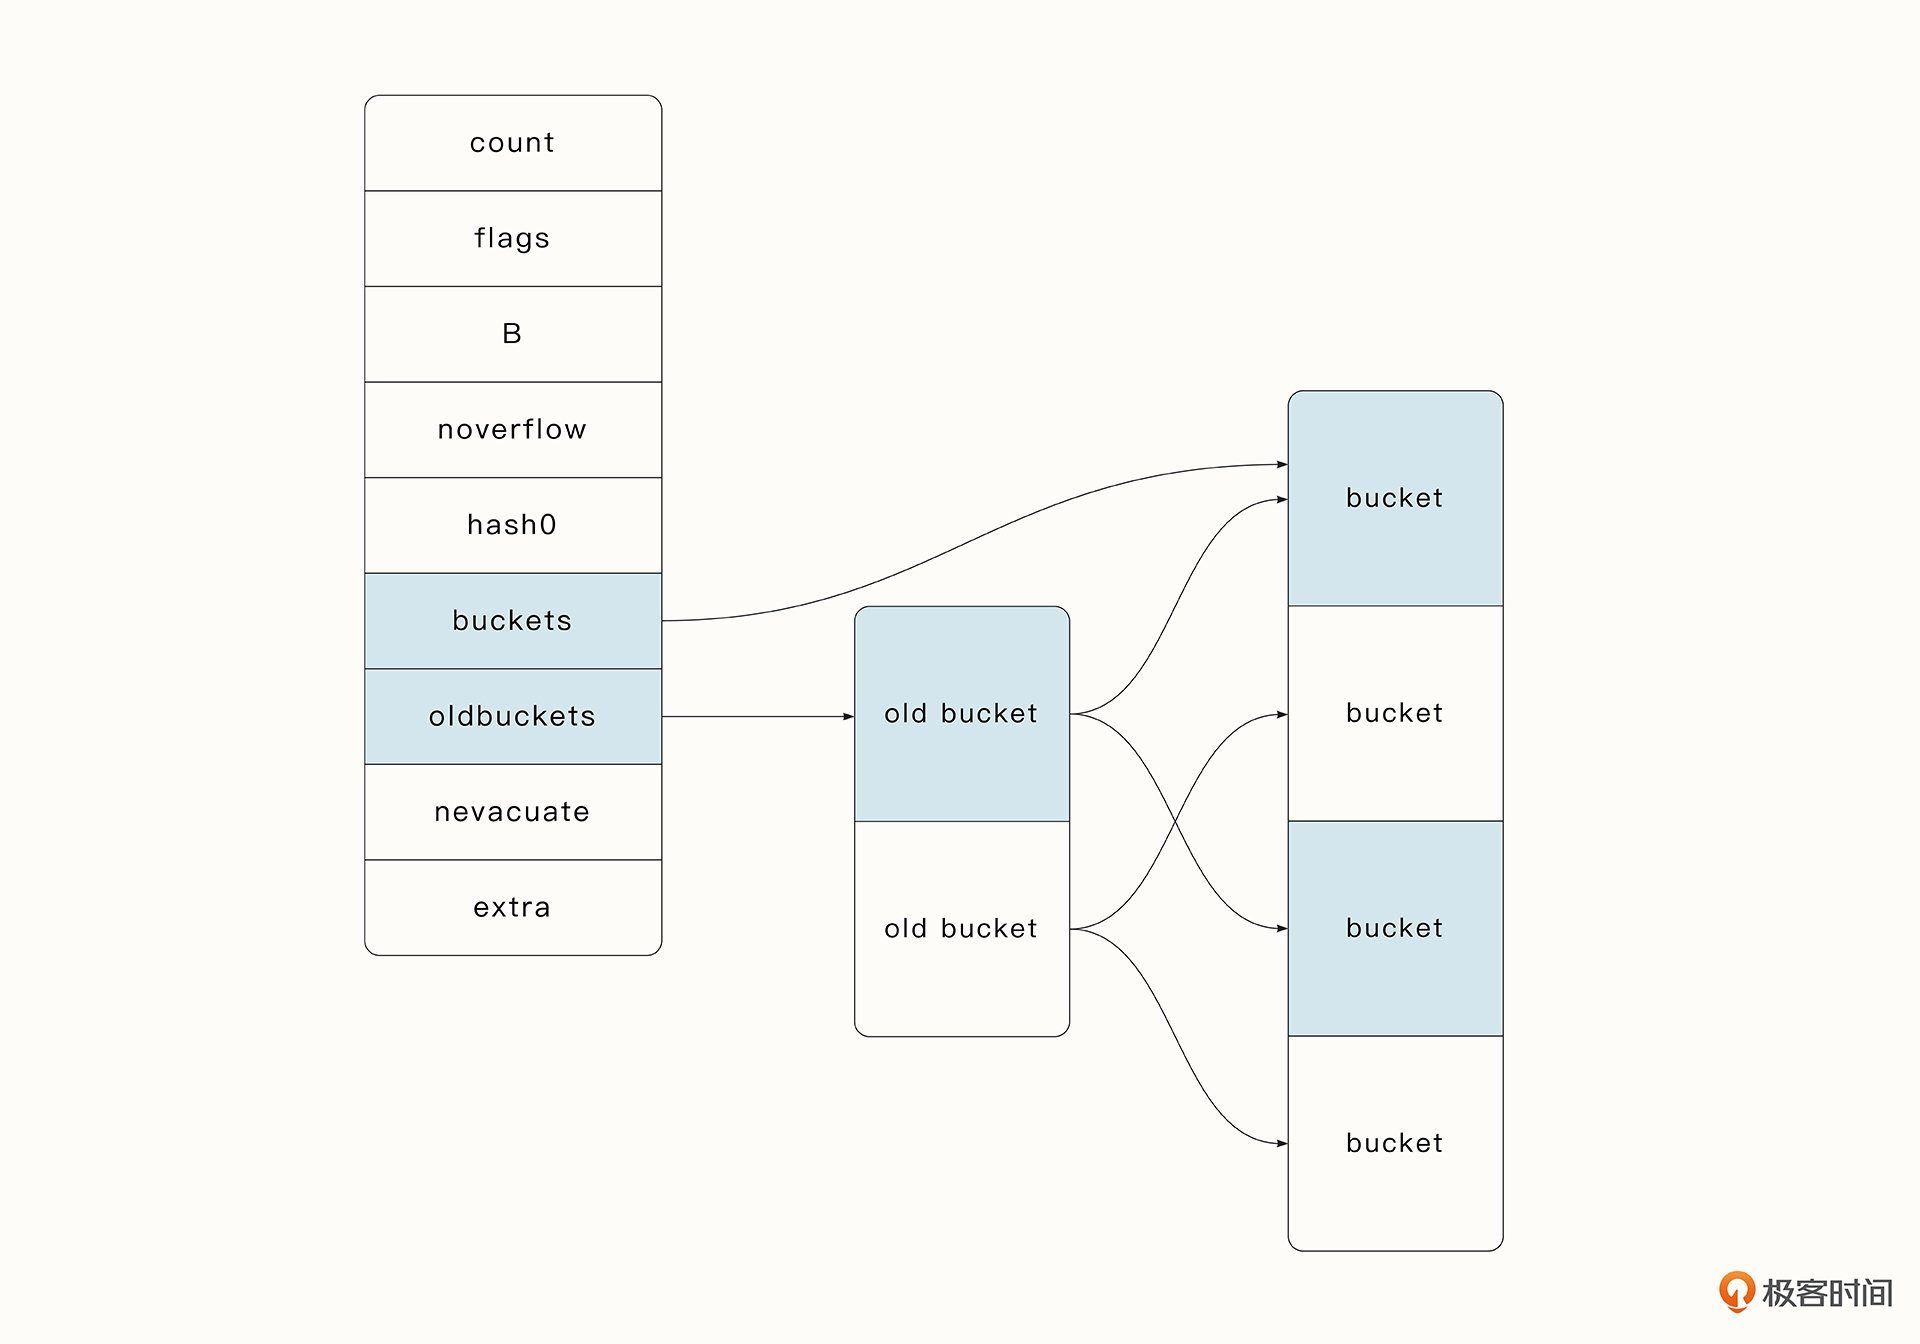 count
flags
B
noverflow
hash0
buckets
oldbuckets
nevacuate
extra
old bucket
old bucket
bucket
bucket
bucket
bucket
极客时间